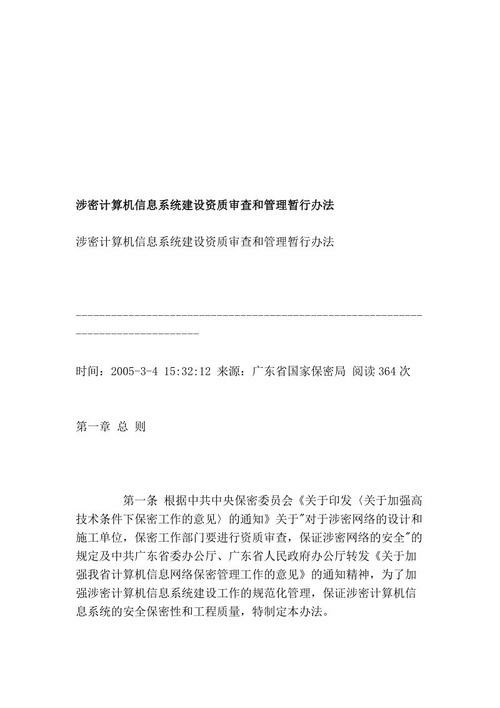 涉密计算机信息系统建设资质审查和管理暂行办法
涉密计算机信息系统建设资质审查和管理暂行办法
------------------------------------------------------------
---------------------
时间：2005-3-4 15:32:12 来源：广东省国家保密局 阅读364次
第一章 总 则
第一条 根据中共中央保密委员会《关于印发〈关于加强高
技术条件下保密工作的意见〉的通知》关于"对于涉密网络的设计和
施工单位，保密工作部门要进行资质审查，保证涉密网络的安全"的
规定及中共广东省委办公厅、广东省人民政府办公厅转发《关于加
强我省计算机信息网络保密管理工作的意见》的通知精神，为了加
强涉密计算机信息系统建设工作的规范化管理，保证涉密计算机信
息系统的安全保密性和工程质量，特制定本办法。